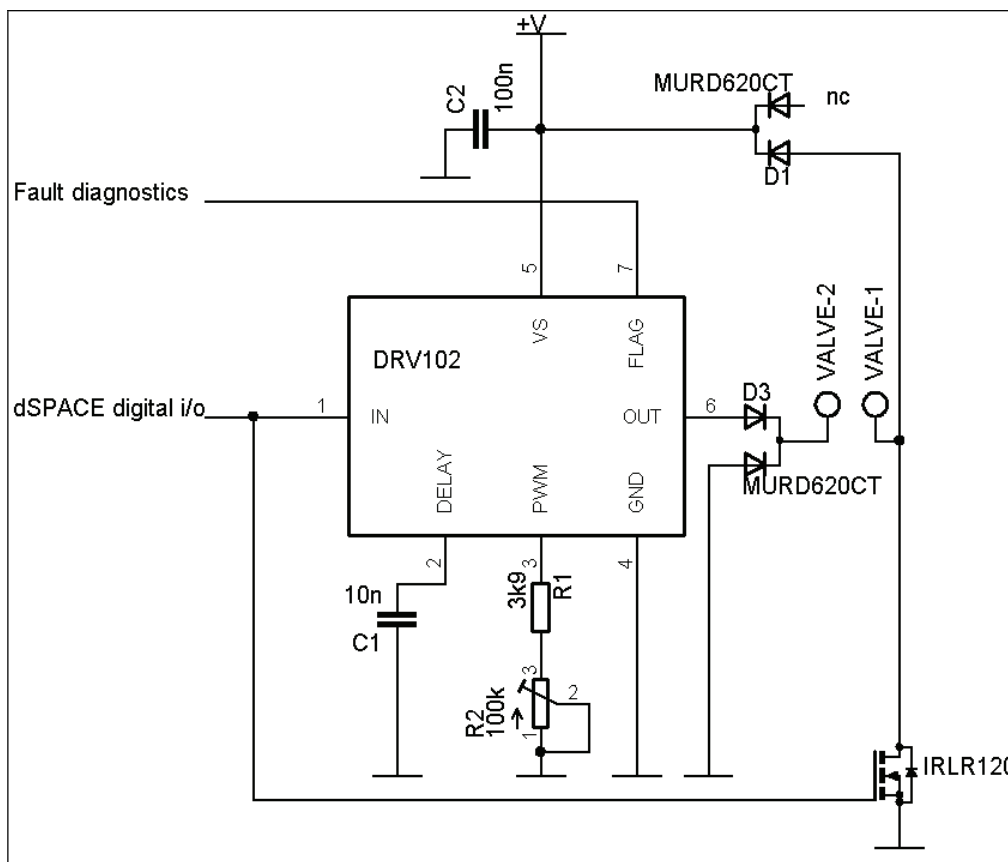 +V
MURD620CT
nc
C2
100n
D1
Fault diagnostics
5
7
VALVE-2
VALVE-1
VS
FLAG
DRV102
D3
dSPACE digital i/o
1
IN
OUT
6
DELAY
PWM
GND
MURD620CT
2
3
4
10n
3k9
R1
C1
3
2
R2
100k
1
IRLR120